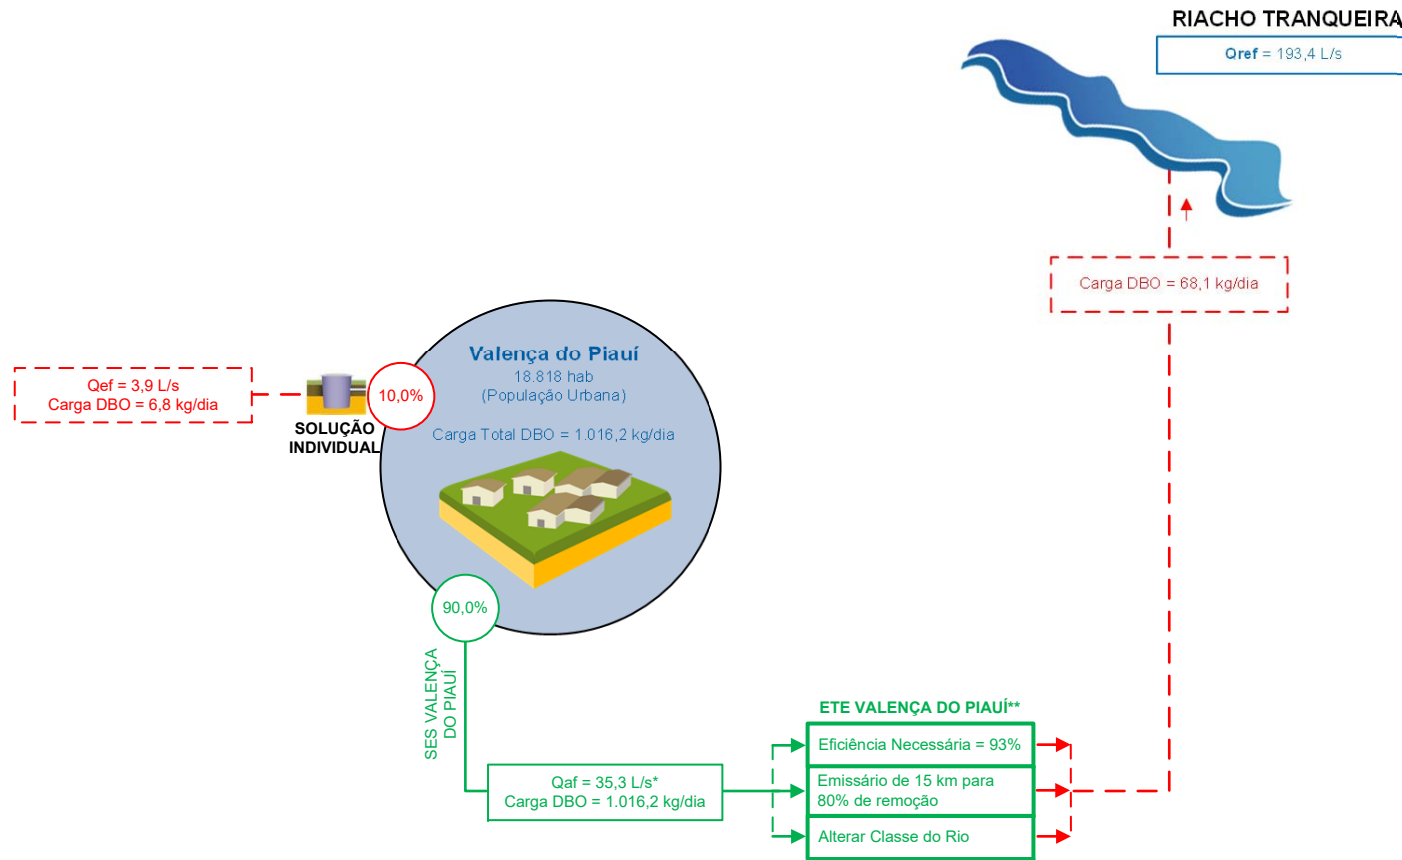 RIACHO TRANQUEIRA
Qref = 193,4 L/s
Carga DBO = 68,1 kg/dia
Valença do Piauí
18.818 hab
(População Urbana)
Carga Total DBO = 1.016,2 kg/dia
Qef = 3,9 L/s
Carga DBO = 6,8 kg/dia
10,0%
SOLUÇÃO
INDIVIDUAL
90,0%
SES VALENÇA
DO PIAUÍ
Qaf = 35,3 L/s*
Carga DBO = 1.016,2 kg/dia
ETE VALENÇA DO PIAUÍ**
Eficiência Necessária = 93%
Emissário de 15 km para
80% de remoção
Alterar Classe do Rio